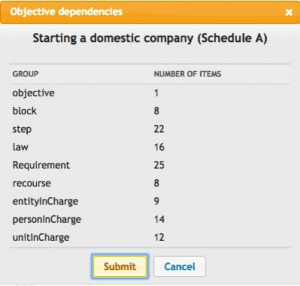 Objective dependencies x
Starting a domestic company (Schedule A)
GROUP NUMBER OF ITEMS
objective 1
block 8
step 22
law 16
Requirement 25
recourse 8
entityInCharge 9
personInCharge 14
unitInCharge 12
Submit Cancel